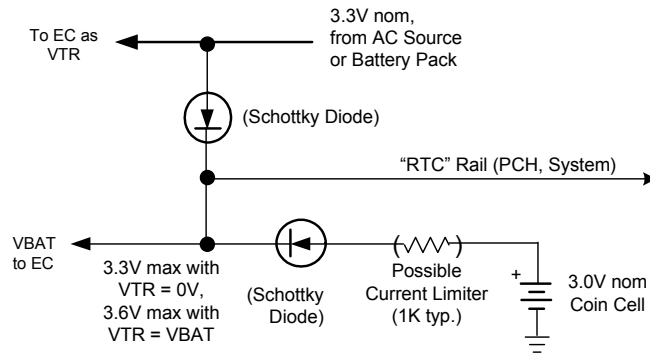 To EC as
VTR
3.3V nom,
from AC Source
or Battery Pack
(Schottky Diode)
“RTC” Rail (PCH, System)
VBAT
to EC
3.3V max with
VTR = 0V,
3.6V max with
VTR = VBAT
(Schottky
Diode)
( )
Possible
Current Limiter
(1K typ.)
+
3.0V nom
Coin Cell